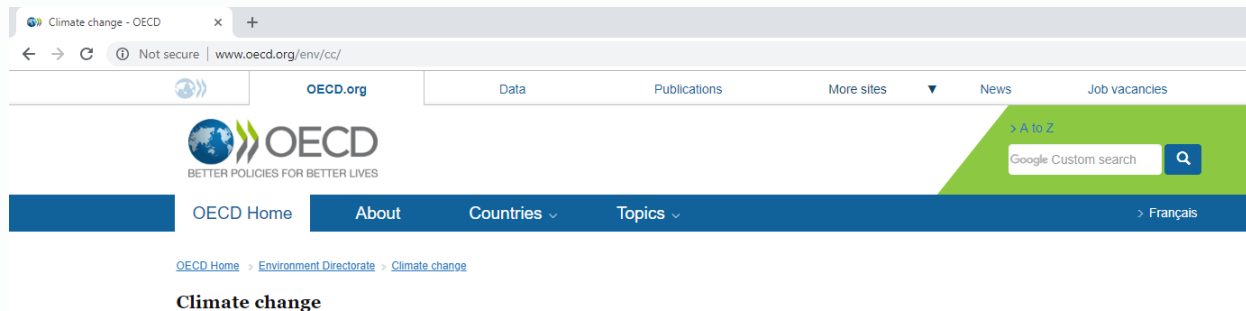 Climate change - OECD
Not secure | www.oecd.org/env/cc/
OECD.org Data Publications More sites ▼ News Job vacancies
> A to Z
OECD
Google Custom search
BETTER POLICIES FOR BETTER LIVES
OECD Home About Countries Topics > Français
OECD Home > Environment Directorate > Climate change
Climate change